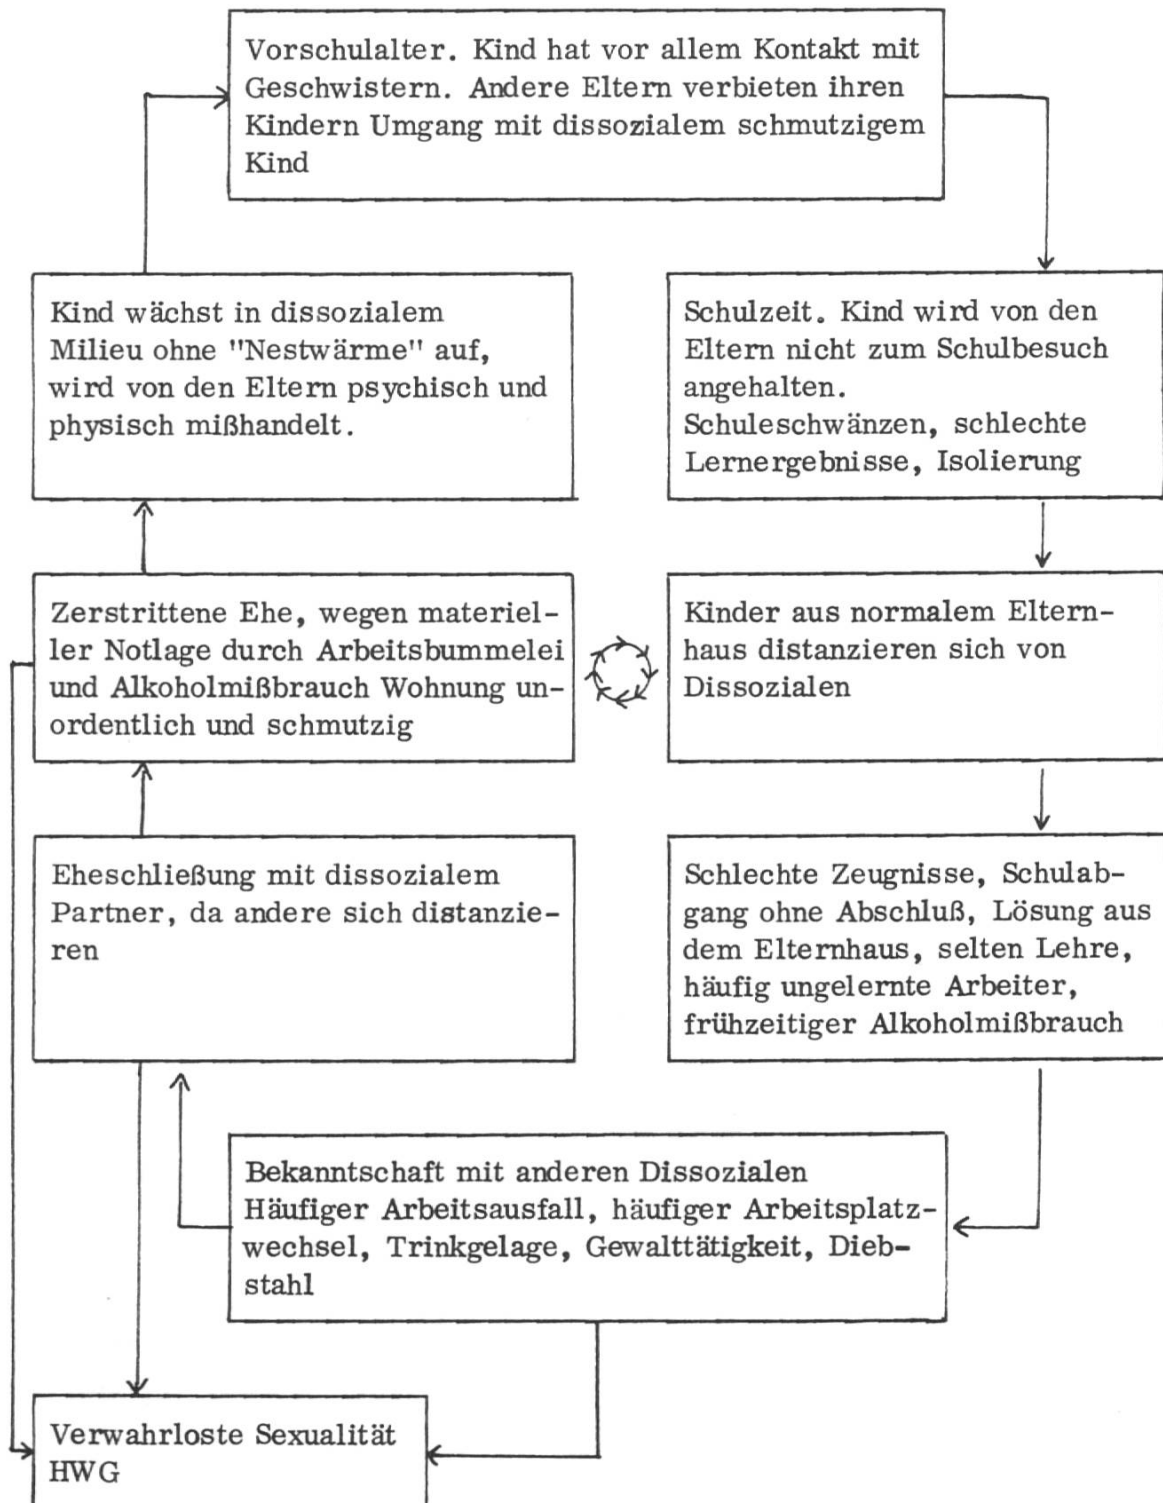 Vorschulalter. Kind hat vor allem Kontakt mit
Geschwistern. Andere Eltern verbieten ihren
Kindern Umgang mit dissozialem schmutzigem
Kind
Kind wächst in dissozialem
Milieu ohne "Nestwärme" auf,
wird von den Eltern psychisch und
physisch mißhandelt.
Schulzeit. Kind wird von den
Eltern nicht zum Schulbesuch
angehalten.
Schuleschwänzen, schlechte
Lernergebnisse, Isolierung
Zerstrittene Ehe, wegen materiel-
ler Notlage durch Arbeitsbummelei
und Alkoholmißbrauch Wohnung un-
ordentlich und schmutzig
Kinder aus normalem Eltern-
haus distanzieren sich von
Dissozialen
Eheschließung mit dissozialem
Partner, da andere sich distanzie-
ren
Schlechte Zeugnisse, Schulab-
gang ohne Abschluß, Lösung aus
dem Elternhaus, selten Lehre,
häufig ungelernte Arbeiter,
frühzeitiger Alkoholmißbrauch
Bekanntschaft mit anderen Dissozialen
Häufiger Arbeitsausfall, häufiger Arbeitsplatz-
wechsel, Trinkgelage, Gewalttätigkeit, Dieb-
stahl
Verwahrloste Sexualität
HWG